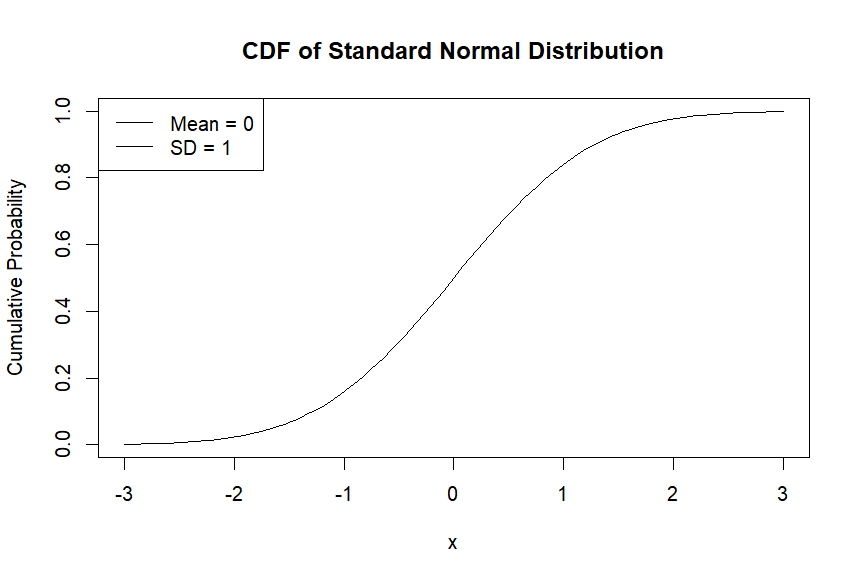 CDF of Standard Normal Distribution
Mean = 0
SD = 1
Cumulative Probability
1.0
0.8
0.6
0.4
0.2
0.0
-3 -2 -1 0 1 2 3
x